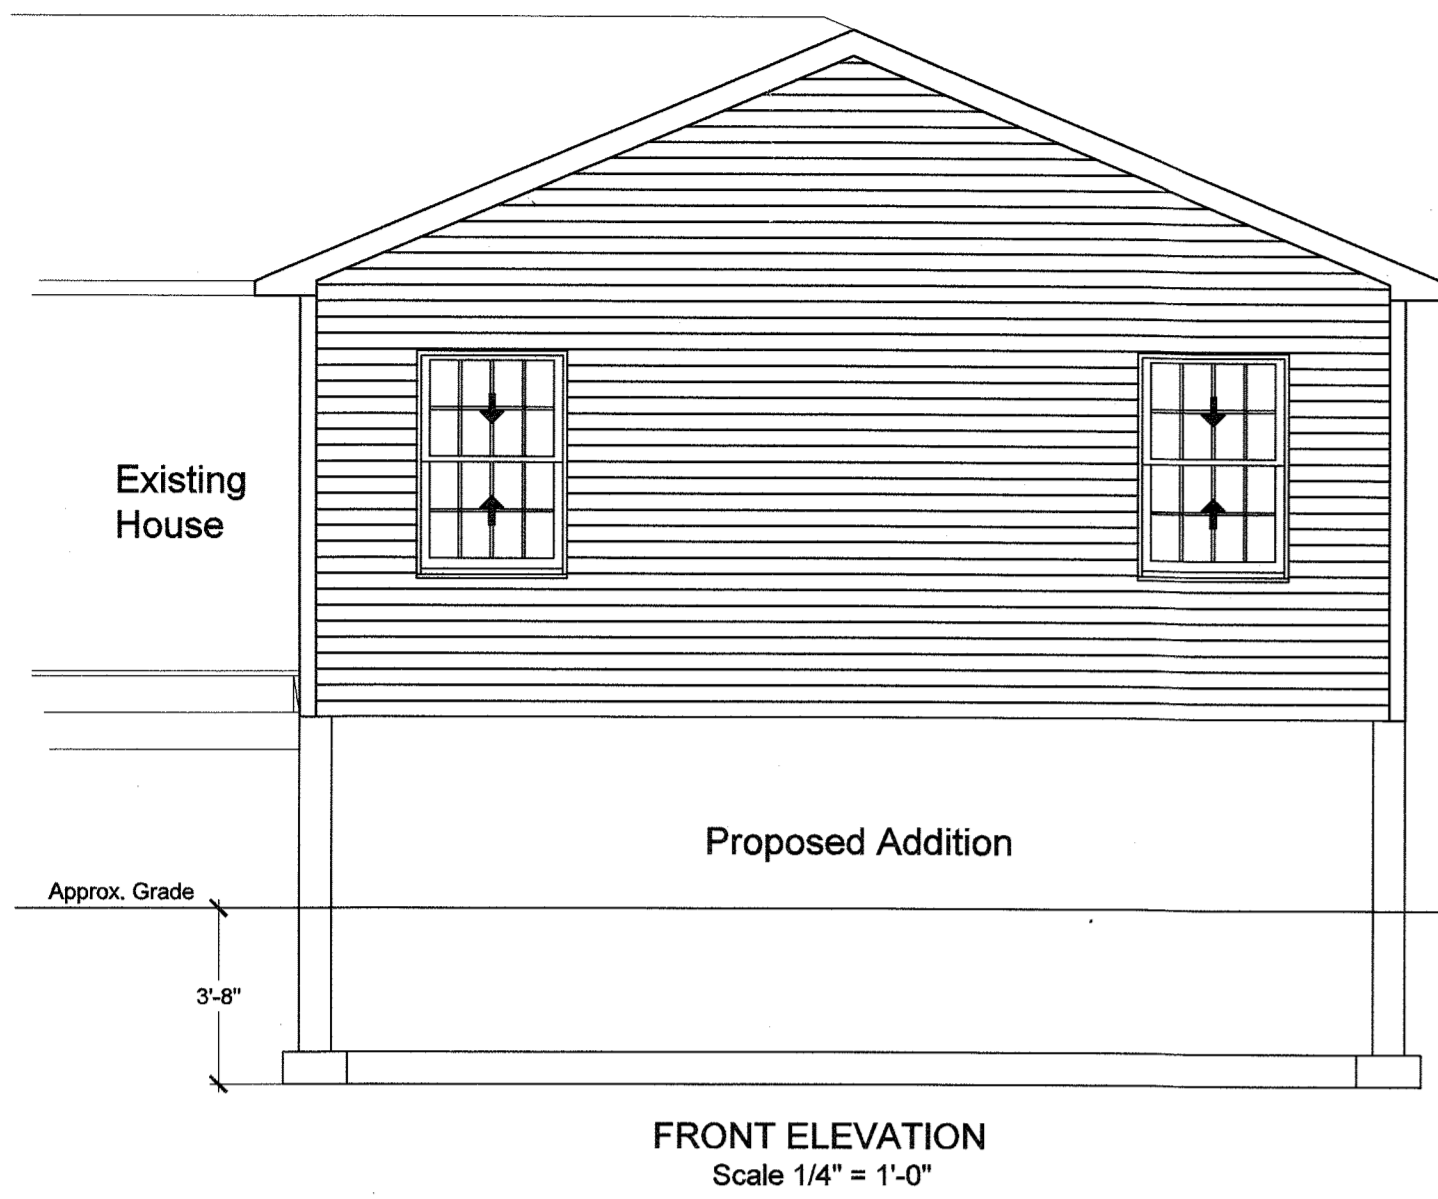 Existing
House
Proposed Addition
Approx. Grade
3'-8"
FRONT ELEVATION
Scale 1/4" = 1'-0"